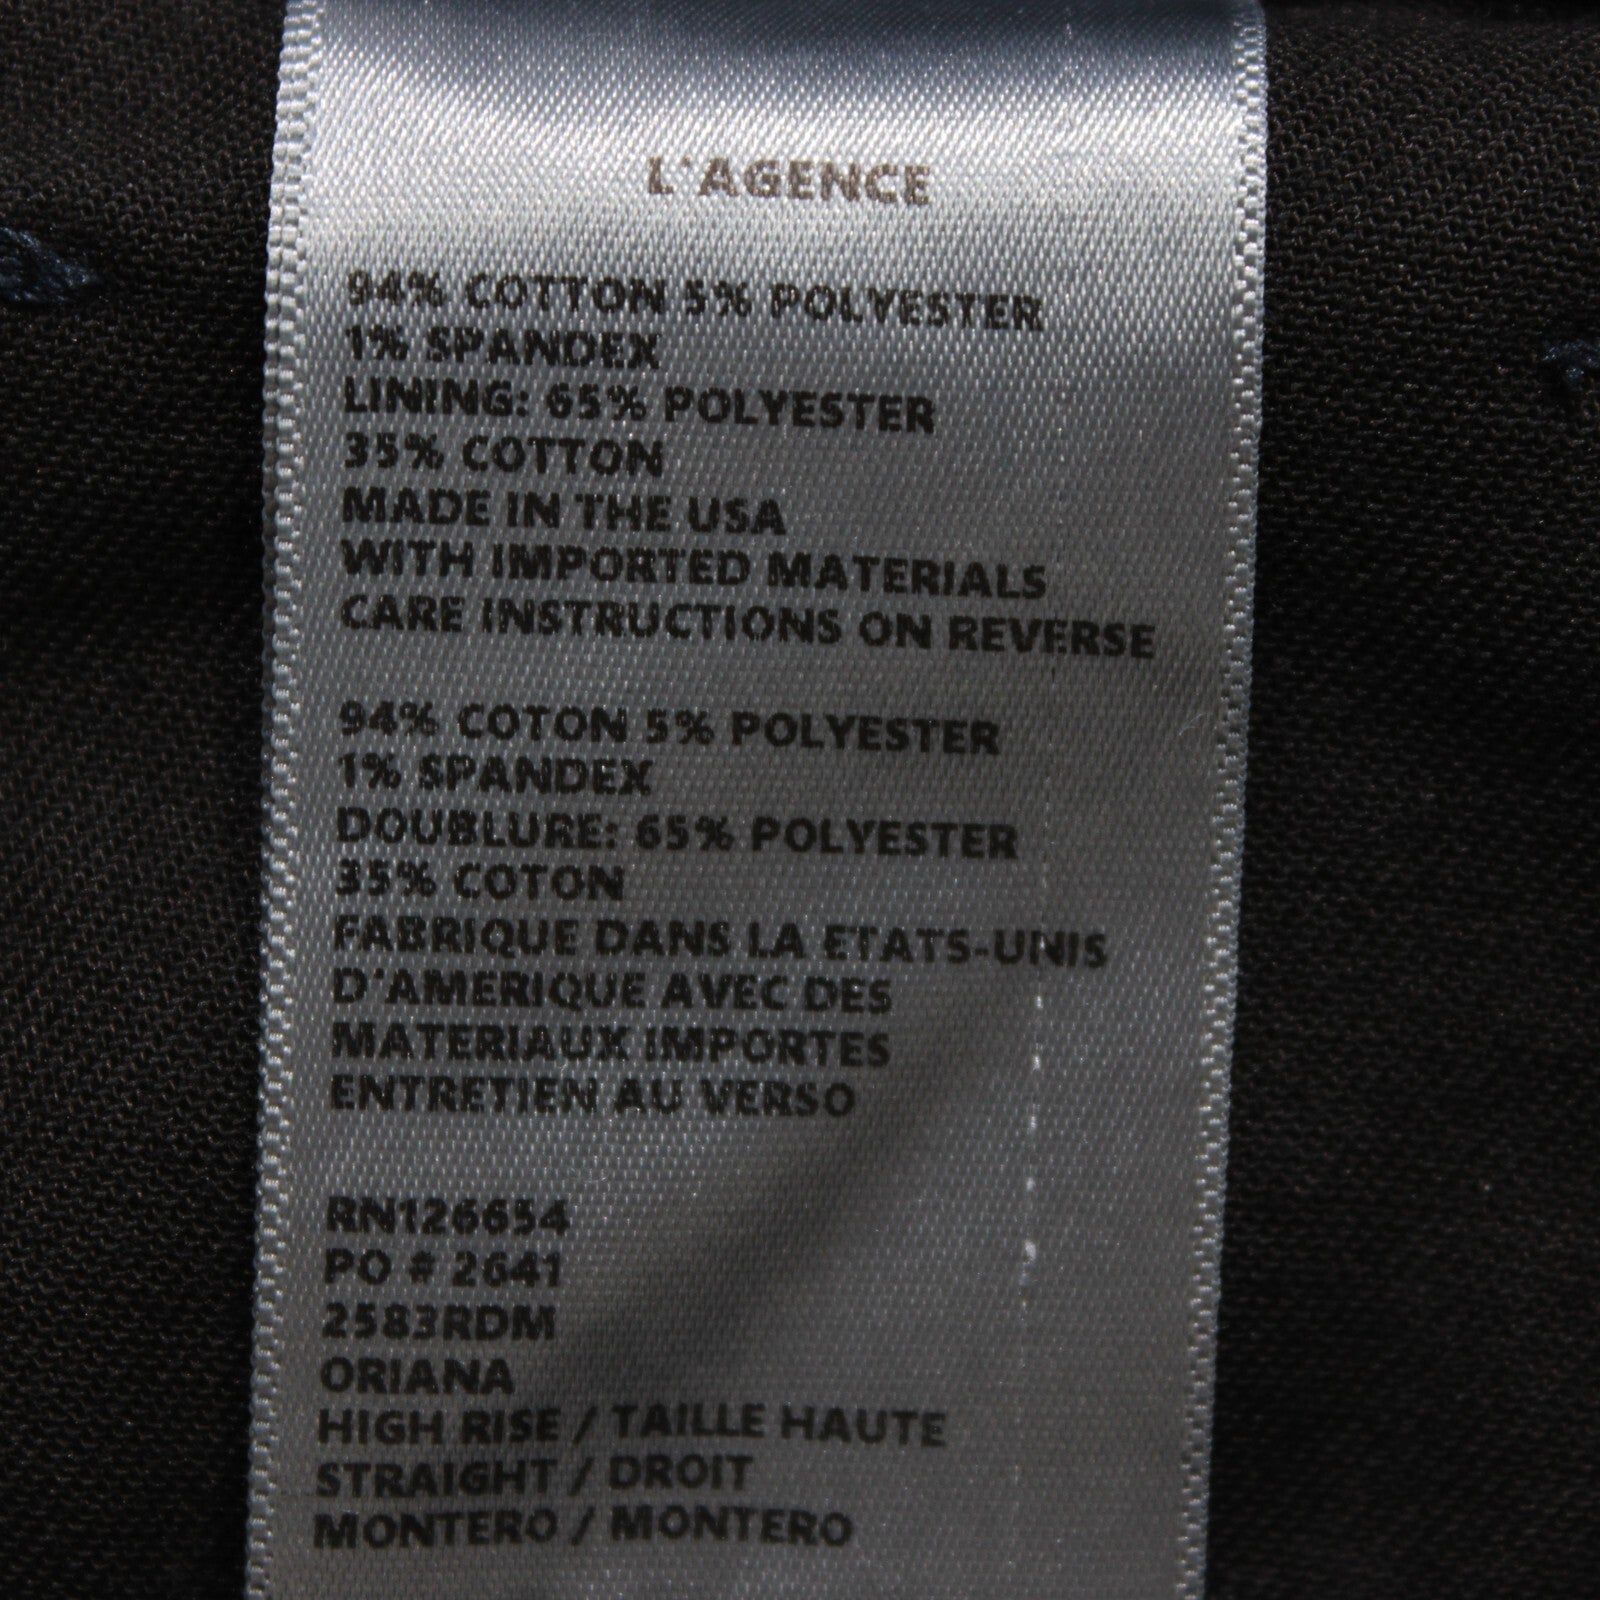 L'AGENCE
94% COTTON 5% POLYESTER
1% SPANDEX
LINING: 65% POLYESTER
35% COTTON
MADE IN THE USA
WITH IMPORTED MATERIALS
CARE INSTRUCTIONS ON REVERSE
94% COTON 5% POLYESTER
1% SPANDEX
DOUBLURE: 65% POLYESTER
35% COTON
FABRIQUE DANS LA ETATS-UNIS
D'AMERIQUE AVEC DES
MATERIAUX IMPORTES
ENTRETIEN AU VERSO
RN126654
PO # 2641
2583RDM
ORIANA
HIGH RISE / TAILLE HAUTE
STRAIGHT / DROIT
MONTERO / MONTERO